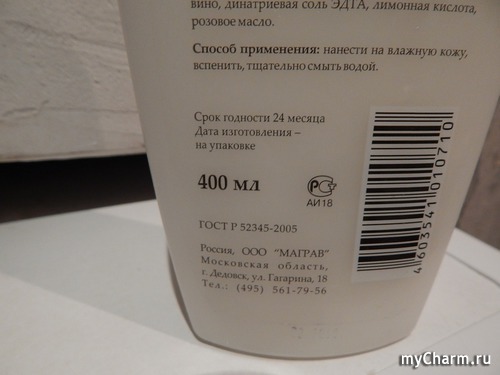 вино, динатриевая соль ЭДТА, лимонная кислота,
розовое масло.
Способ применения: нанести на влажную кожу,
вспенить, тщательно смыть водой.
Срок годности 24 месяца
Дата изготовления –
на упаковке
400 мл
АИ18
ГОСТ Р 52345-2005
Россия, ООО "МАГРАВ"
Московская область,
г. Дедовск, ул. Гагарина, 18
Тел.: (495) 561-79-56
4603541010710
myCharm.ru